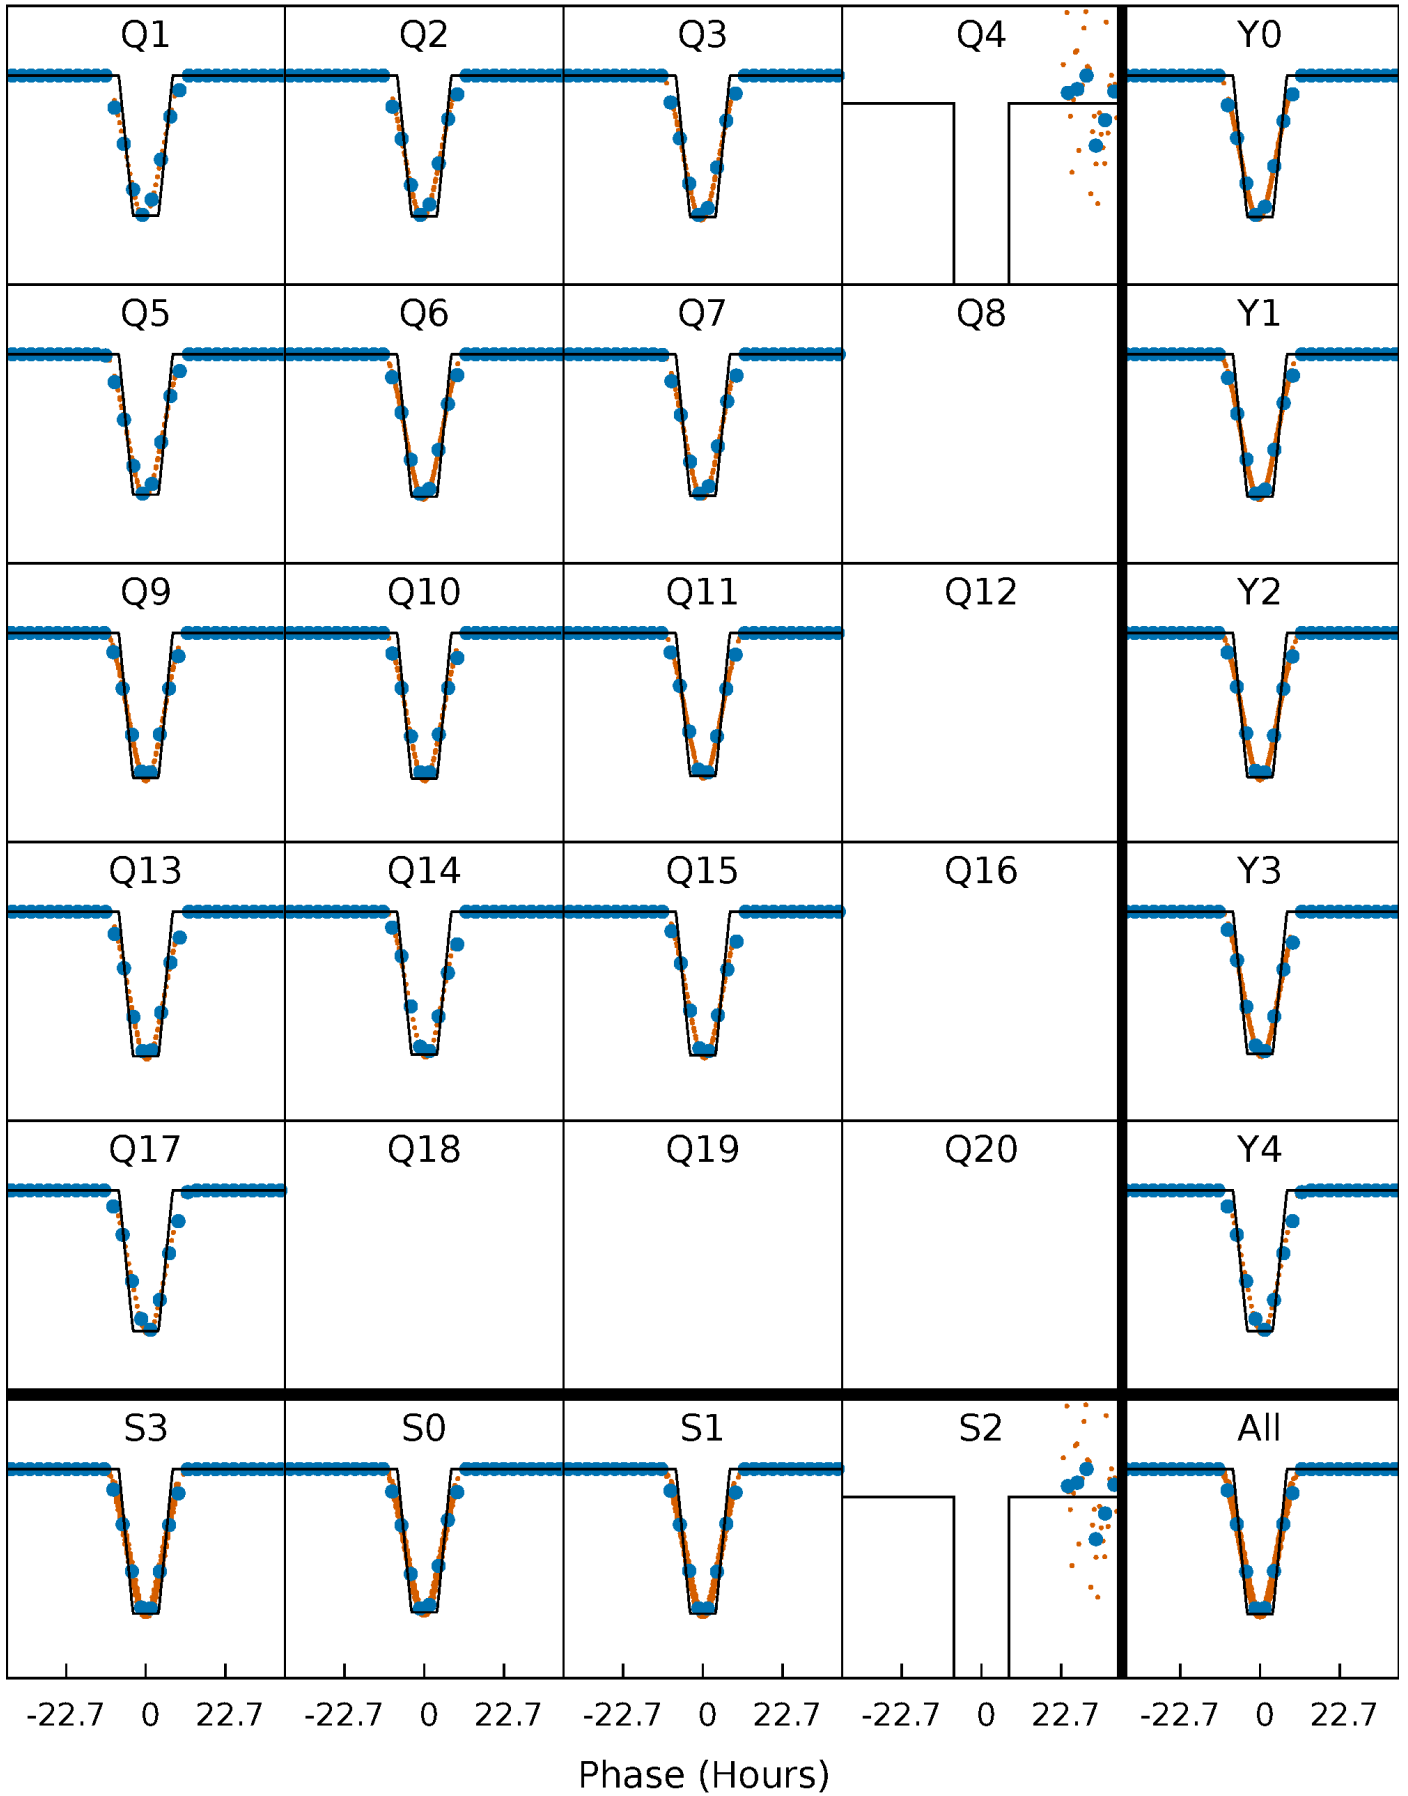 Q1 Q2 Q3 Q4 Y0
Q5 Q6 Q7 Q8 Y1
Q9 Q10 Q11 Q12 Y2
Q13 Q14 Q15 Q16 Y3
Q17 Q18 Q19 Q20 Y4
S3 S0 S1 S2 All
-22.7 0 22.7 -22.7 0 22.7 -22.7 0 22.7 -22.7 0 22.7 -22.7 0 22.7
Phase (Hours)